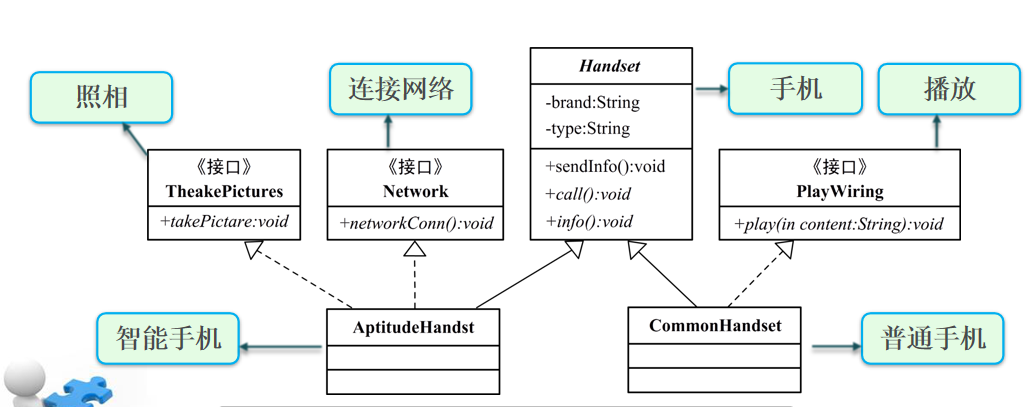 照相
连接网络
手机
播放
Handset
-brand:String
-type:String
+sendInfo():void
+call():void
+info():void
《接口》
TheakePictures
+takePictare:void
《接口》
Network
+networkConn():void
《接口》
PlayWiring
+play(in content:String):void
智能手机
AptitudeHandst
CommonHandset
普通手机